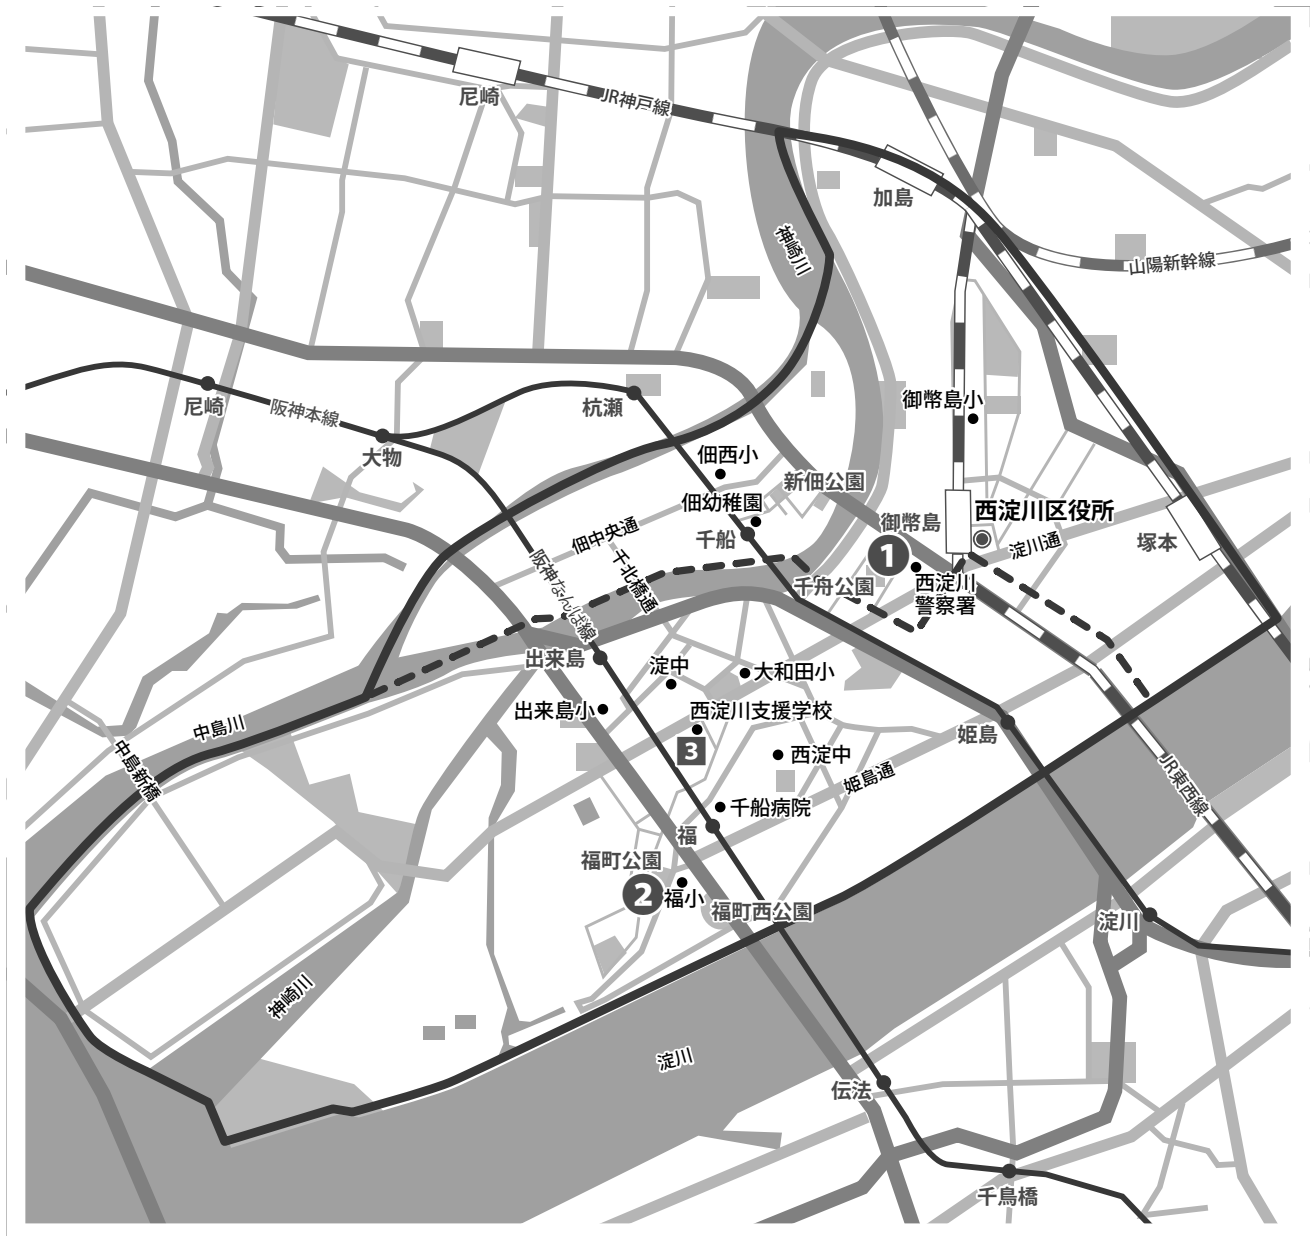 尼崎
JR神戸線
加島
神崎川
山陽新幹線
尼崎
阪神本線
大物
杭瀬
御幣島小
佃西小
新佃公園
佃幼稚園
西淀川区役所
御幣島
佃中央通
千船
淀川通
塚本
1
阪神なんば線
千北橋通
千舟公園
西淀川
警察署
出来島
淀中
大和田小
出来島小
西淀川支援学校
中島川
姫島
3
西淀中
中島新橋
姫島通
JR東西線
千船病院
福
福町公園
2
福小
福町西公園
淀川
神崎川
淀川
伝法
千鳥橋